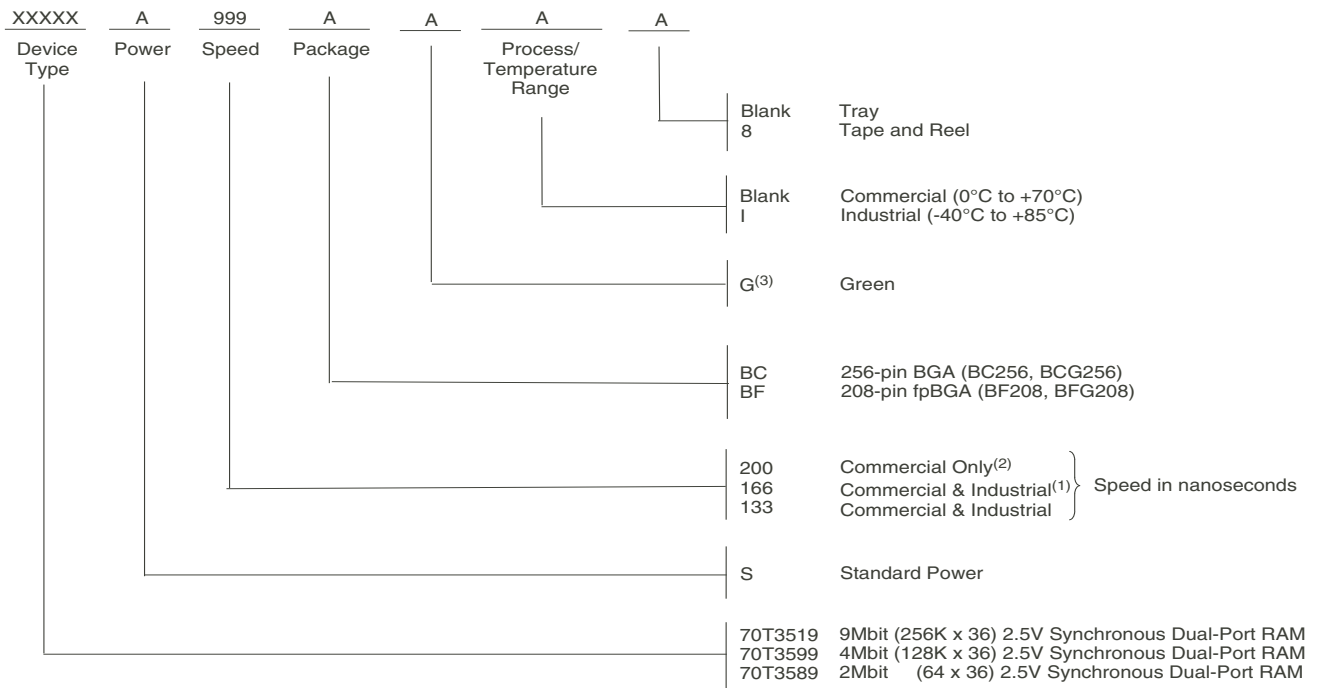 XXXXX A 999 A A A A
Device Type
Power
Speed
Package
Process/
Temperature
Range
Blank Tray
8 Tape and Reel
Blank Commercial (0°C to +70°C)
I Industrial (-40°C to +85°C)
G(3) Green
BC 256-pin BGA (BC256, BCG256)
BF 208-pin fpBGA (BF208, BFG208)
200 Commercial Only(2)
166 Commercial & Industrial(1)
133 Commercial & Industrial
Speed in nanoseconds
S Standard Power
70T3519 9Mbit (256K x 36) 2.5V Synchronous Dual-Port RAM
70T3599 4Mbit (128K x 36) 2.5V Synchronous Dual-Port RAM
70T3589 2Mbit (64 x 36) 2.5V Synchronous Dual-Port RAM